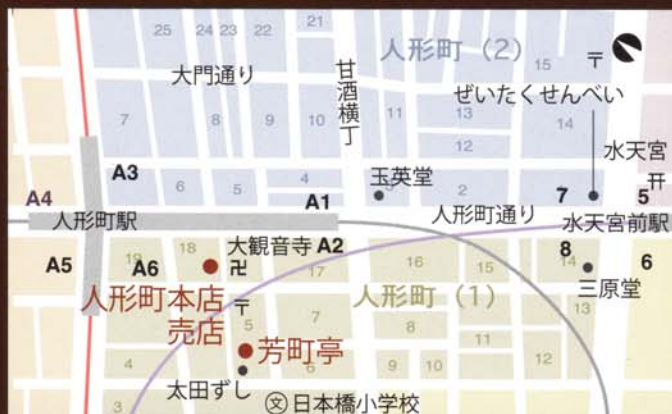 21
25
24
23
22
甘酒横丁
人形町（2）
〒
大門通り
15
ぜいたくせんべい
7
8
9
10
11
13
14
12
水天宮
A3
6
5
4
玉英堂
2
7
5
A4
A1
人形町駅
人形町通り
水天宮前駅
A5
19
A6
18
大観音寺
卍
A2
17
16
15
8
14
6
三原堂
人形町本店
売店
〒
人形町（1）
5
7
8
13
芳町亭
11
4
6
9
10
12
太田ずし
3
文
日本橋小学校